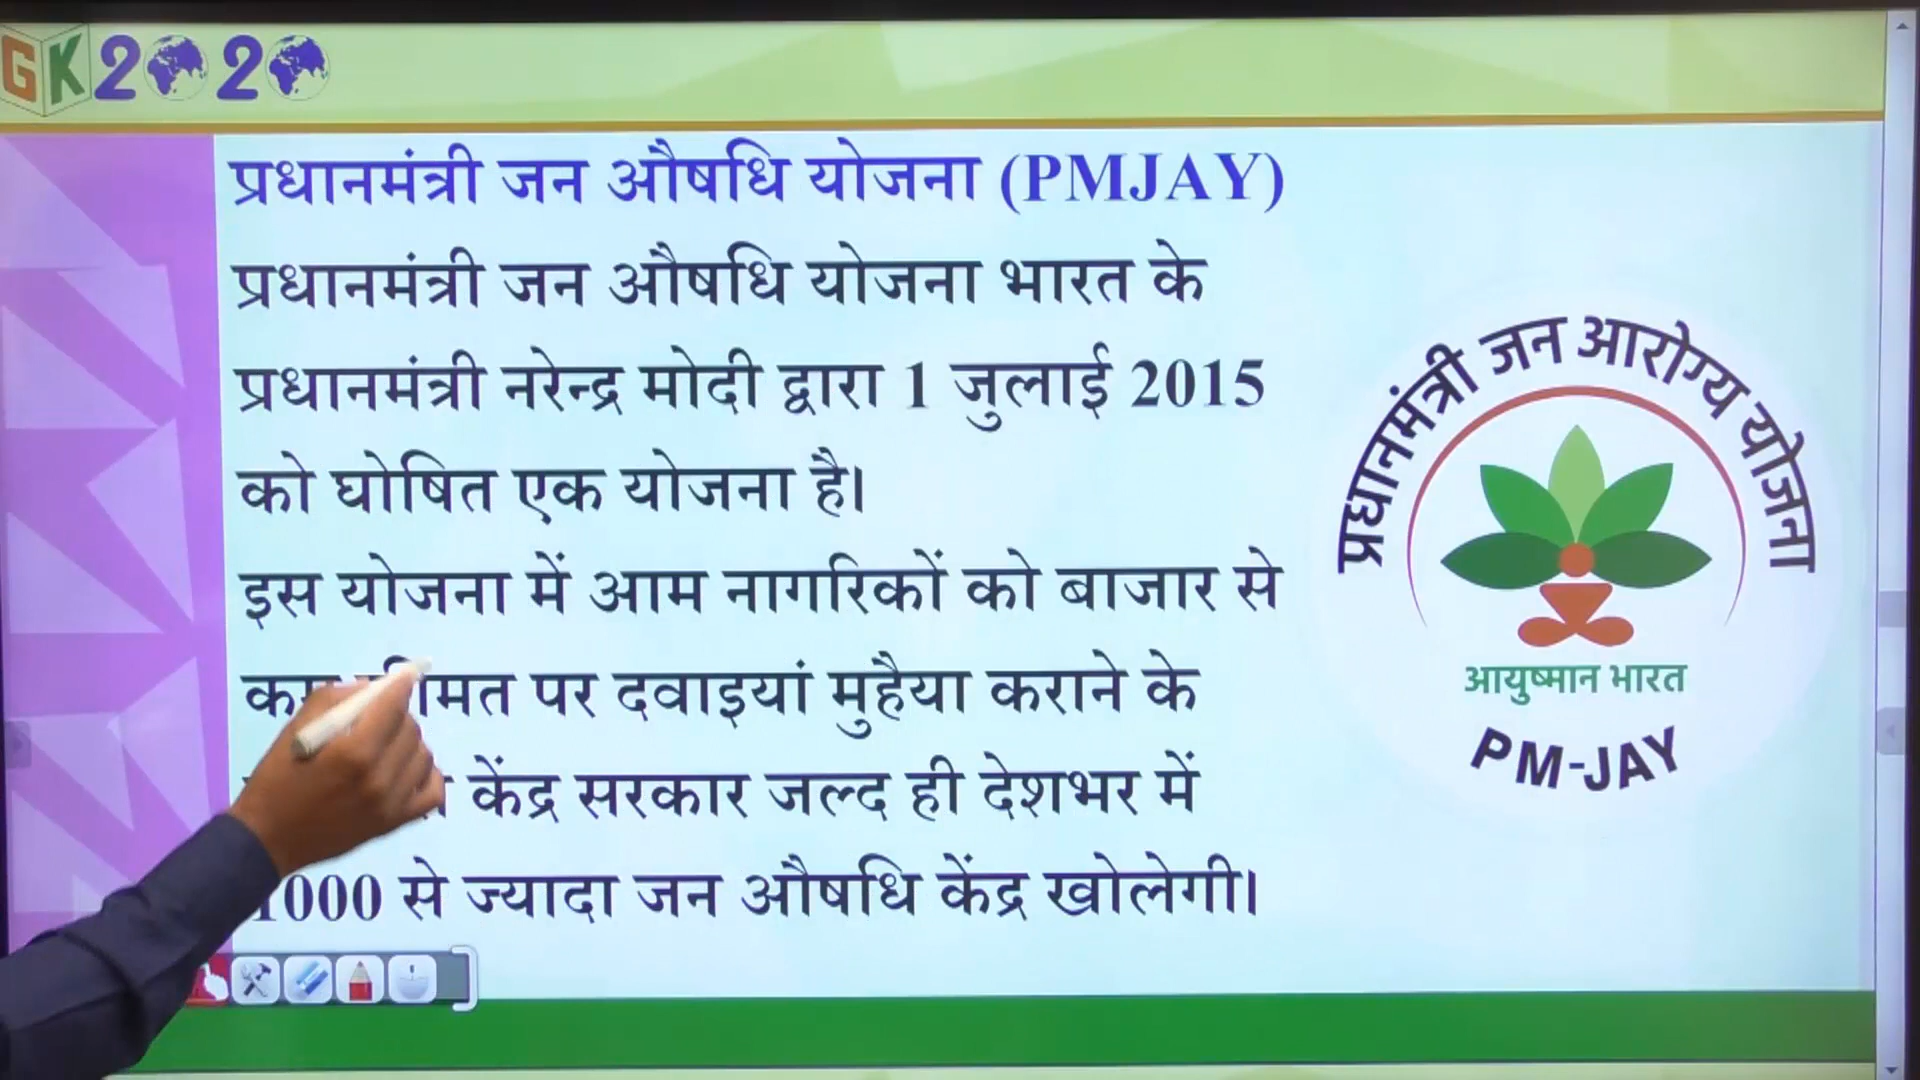 GK2020
प्रधानमंत्री जन औषधि योजना (PMJAY)
प्रधानमंत्री जन औषधि योजना भारत के
प्रधानमंत्री नरेन्द्र मोदी द्वारा 1 जुलाई 2015
को घोषित एक योजना है।
इस योजना में आम नागरिकों को बाजार से
पर दवाइयां मुहैया कराने के
केंद्र सरकार जल्द ही देशभर में
1000 से ज्यादा जन औषधि केंद्र खोलेगी।
प्रधानमंत्री जन आरोग्य योजना
आयुष्मान भारत
PM-JAY